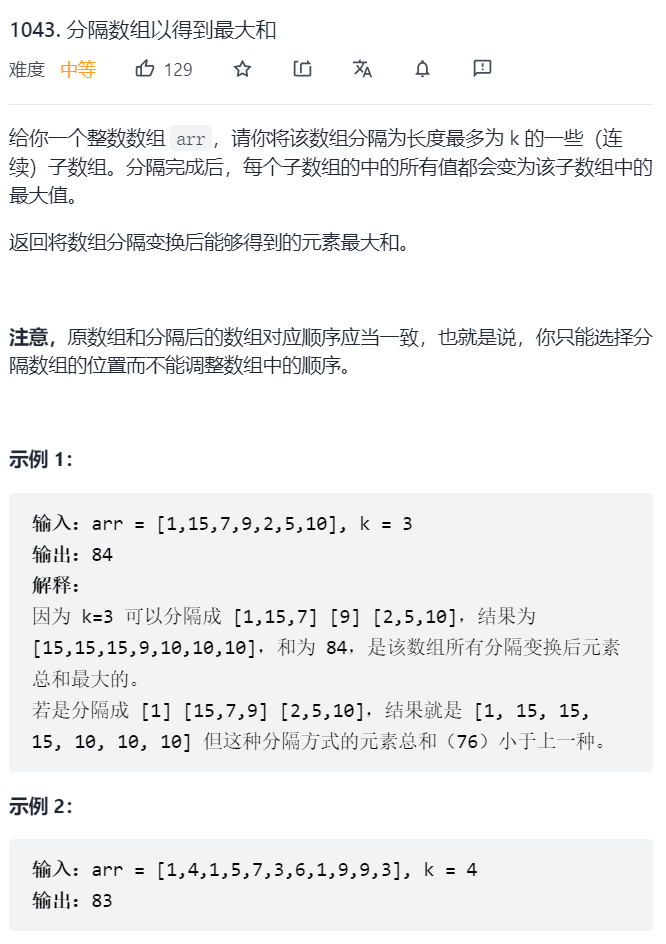 1043. 分隔数组以得到最大和
难度 中等 129
给你一个整数数组 arr，请你将该数组分隔为长度最多为 k 的一些（连
续）子数组。分隔完成后，每个子数组的中的所有值都会变为该子数组中的
最大值。
返回将数组分隔变换后能够得到的元素最大和。
注意，原数组和分隔后的数组对应顺序应当一致，也就是说，你只能选择分
隔数组的位置而不能调整数组中的顺序。
示例 1：
输入：arr = [1,15,7,9,2,5,10], k = 3
输出：84
解释：
因为 k=3 可以分隔成 [1,15,7] [9] [2,5,10]，结果为
[15,15,15,9,10,10,10]，和为 84，是该数组所有分隔变换后元素
总和最大的。
若是分隔成 [1] [15,7,9] [2,5,10]，结果就是 [1, 15, 15,
15, 10, 10, 10] 但这种分隔方式的元素总和（76）小于上一种。
示例 2：
输入：arr = [1,4,1,5,7,3,6,1,9,9,3], k = 4
输出：83